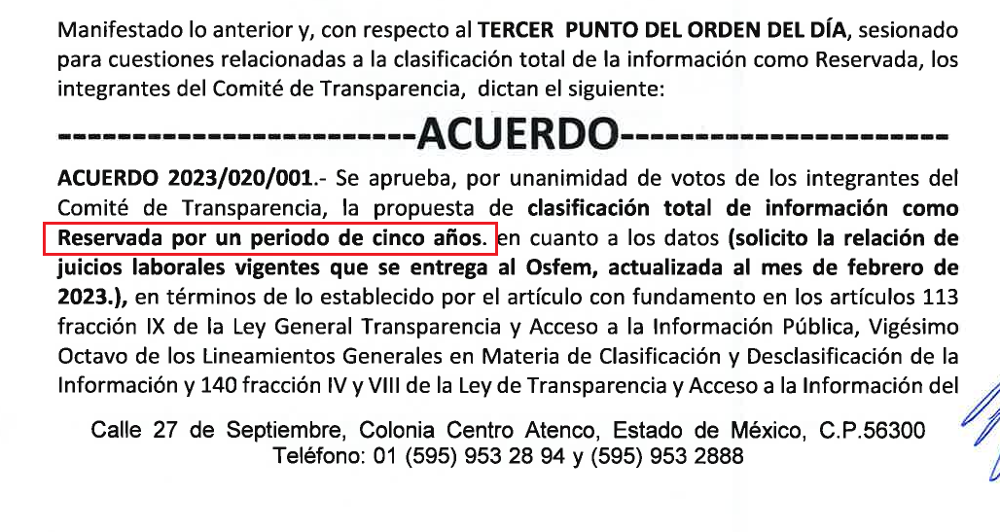 Manifestado lo anterior y, con respecto al TERCER PUNTO DEL ORDEN DEL DÍA, sesionado
para cuestiones relacionadas a la clasificación total de la información como Reservada, los
integrantes del Comité de Transparencia, dictan el siguiente:
-------------------------ACUERDO-----------------------
ACUERDO 2023/020/001.- Se aprueba, por unanimidad de votos de los integrantes del
Comité de Transparencia, la propuesta de clasificación total de información como
Reservada por un periodo de cinco años. en cuanto a los datos (solicito la relación de
juicios laborales vigentes que se entrega al Osfem, actualizada al mes de febrero de
2023.), en términos de lo establecido por el artículo con fundamento en los artículos 113
fracción IX de la Ley General Transparencia y Acceso a la Información Pública, Vigésimo
Octavo de los Lineamientos Generales en Materia de Clasificación y Desclasificación de la
Información y 140 fracción IV y VIII de la Ley de Transparencia y Acceso a la Información del
Calle 27 de Septiembre, Colonia Centro Atenco, Estado de México, C.P.56300
Teléfono: 01 (595) 953 28 94 y (595) 953 2888